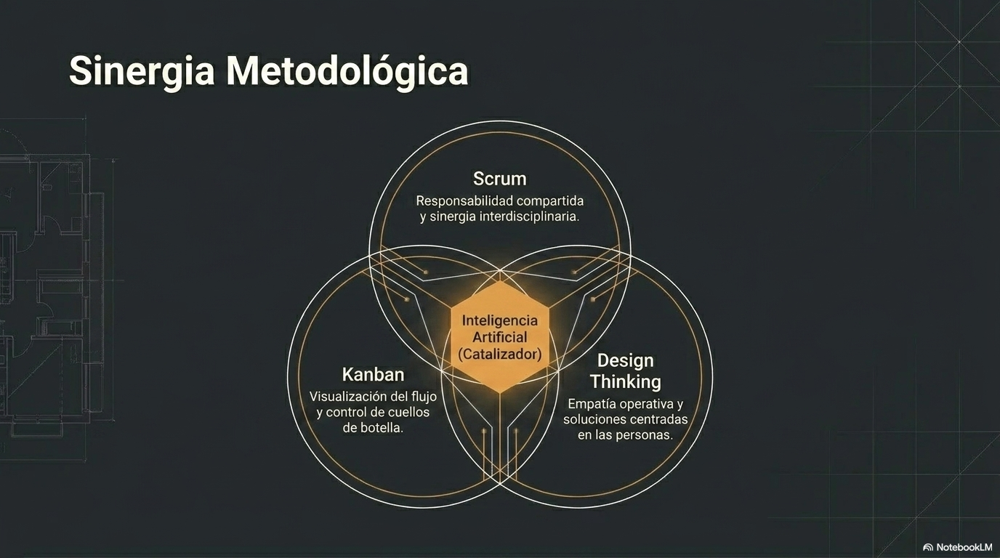 Sinergia Metodológica
Scrum
Responsabilidad compartida
y sinergia interdisciplinaria.
Inteligencia
Artificial
(Catalizador)
Kanban
Visualización del flujo
y control de cuellos
de botella.
Design
Thinking
Empatía operativa y
soluciones centradas
en las personas.
NotebookLM